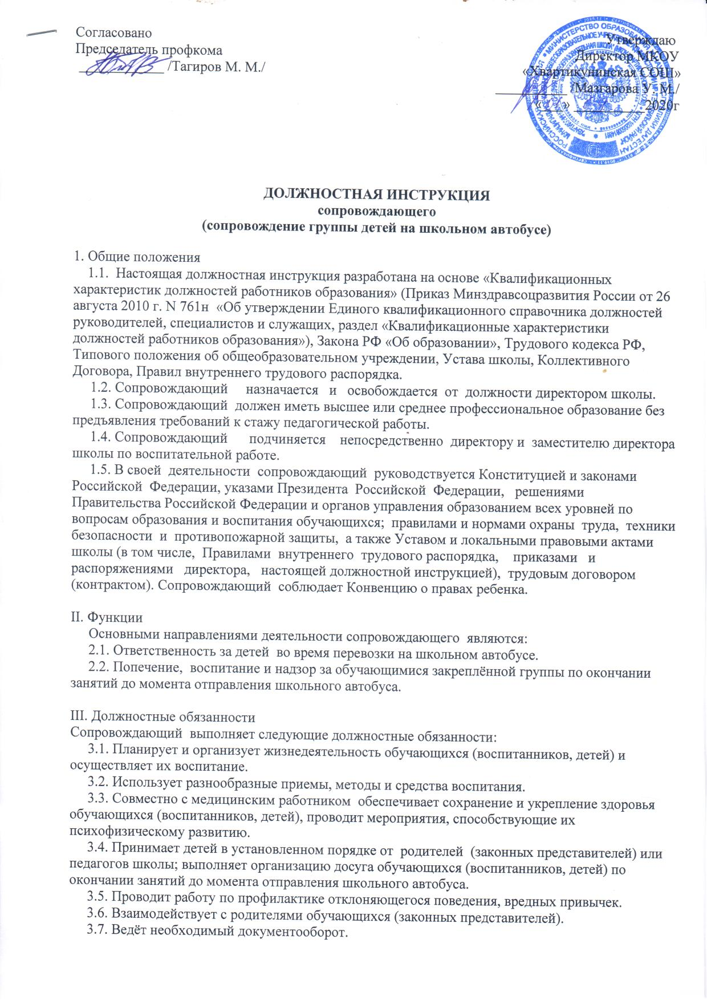 Согласовано
Председатель профкома
____________ /Тагиров М. М./
Утверждаю
Директор МКОУ
«Хвартикунинская СОШ»
__________ /Мазгарова У. М./
«___» __________2020г
ДОЛЖНОСТНАЯ ИНСТРУКЦИЯ
сопровождающего
(сопровождение группы детей на школьном автобусе)
1. Общие положения
1.1. Настоящая должностная инструкция разработана на основе «Квалификационных
характеристик должностей работников образования» (Приказ Минздравсоцразвития России от 26
августа 2010 г. N 761н «Об утверждении Единого квалификационного справочника должностей
руководителей, специалистов и служащих, раздел «Квалификационные характеристики
должностей работников образования»), Закона РФ «Об образовании», Трудового кодекса РФ,
Типового положения об общеобразовательном учреждении, Устава школы, Коллективного
Договора, Правил внутреннего трудового распорядка.
1.2. Сопровождающий назначается и освобождается от должности директором школы.
1.3. Сопровождающий должен иметь высшее или среднее профессиональное образование без
предъявления требований к стажу педагогической работы.
1.4. Сопровождающий подчиняется непосредственно директору и заместителю директора
школы по воспитательной работе.
1.5. В своей деятельности сопровождающий руководствуется Конституцией и законами
Российской Федерации, указами Президента Российской Федерации, решениями
Правительства Российской Федерации и органов управления образованием всех уровней по
вопросам образования и воспитания обучающихся; правилами и нормами охраны труда, техники
безопасности и противопожарной защиты, а также Уставом и локальными правовыми актами
школы (в том числе, Правилами внутреннего трудового распорядка, приказами и
распоряжениями директора, настоящей должностной инструкцией), трудовым договором
(контрактом). Сопровождающий соблюдает Конвенцию о правах ребенка.
II. Функции
Основными направлениями деятельности сопровождающего являются:
2.1. Ответственность за детей во время перевозки на школьном автобусе.
2.2. Попечение, воспитание и надзор за обучающимися закреплённой группы по окончании
занятий до момента отправления школьного автобуса.
III. Должностные обязанности
Сопровождающий выполняет следующие должностные обязанности:
3.1. Планирует и организует жизнедеятельность обучающихся (воспитанников, детей) и
осуществляет их воспитание.
3.2. Использует разнообразные приемы, методы и средства воспитания.
3.3. Совместно с медицинским работником обеспечивает сохранение и укрепление здоровья
обучающихся (воспитанников, детей), проводит мероприятия, способствующие их
психофизическому развитию.
3.4. Принимает детей в установленном порядке от родителей (законных представителей) или
педагогов школы; выполняет организацию досуга обучающихся (воспитанников, детей) по
окончании занятий до момента отправления школьного автобуса.
3.5. Проводит работу по профилактике отклоняющегося поведения, вредных привычек.
3.6. Взаимодействует с родителями обучающихся (законных представителей).
3.7. Ведёт необходимый документооборот.